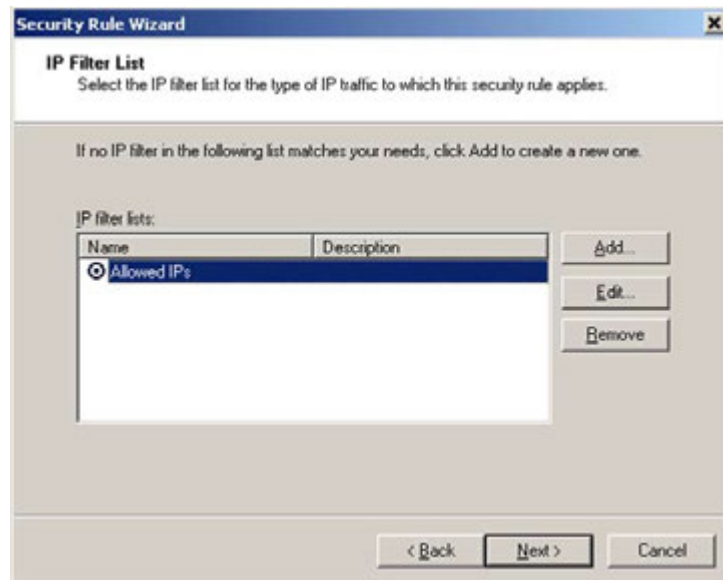 Security Rule Wizard
IP Filter List
Select the IP filter list for the type of IP traffic to which this security rule applies.
If no IP filter in the following list matches your needs, click Add to create a new one.
IP filter lists:
Name Description
Allowed IPs
Add...
Edit...
Remove
< Back Next > Cancel